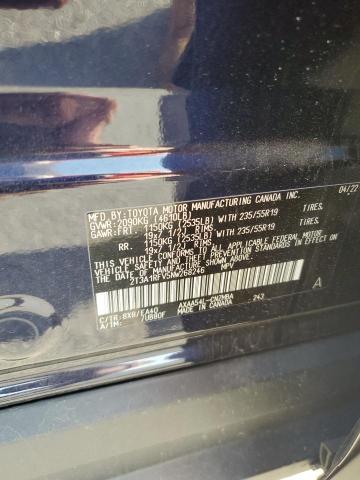 MFD.BY:TOYOTA MOTOR MANUFACTURING CANADA INC. 04/22
GVWR:2090KG (4610LB)
GAWR:FRT. 1150KG (2535LB) WITH 235/55R19 TIRES,
19x7 1/2J RIMS
RR. 1150KG (2535LB) WITH 235/55R19 TIRES,
19x7 1/2J RIMS
THIS VEHICLE CONFORMS TO ALL APPLICABLE FEDERAL MOTOR
VEHICLE SAFETY, BUMPER, AND THEFT PREVENTION STANDARDS
IN EFFECT ON THE DATE OF MANUFACTURE SHOWN ABOVE.
2T3A1RFV5NW268246 MPV
C/TR:8X8/EA40 AXAA54L-CNZMBA 243
A/TM: /UB80F MADE IN CANADA
A